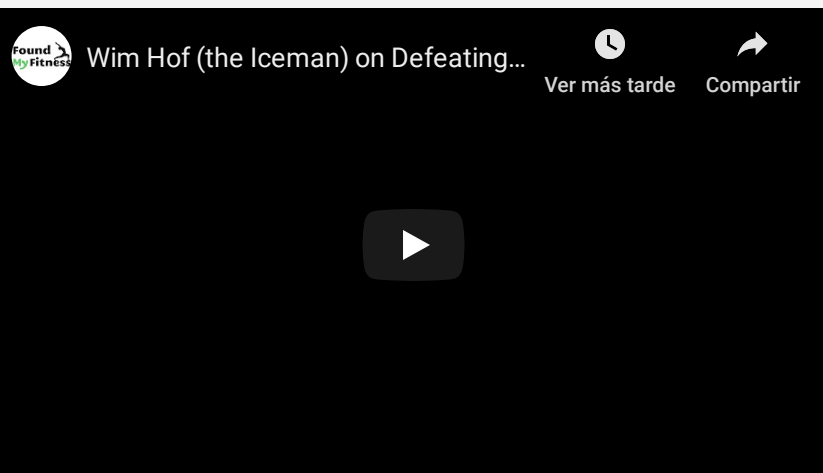 Found
My Fitness
Wim Hof (the Iceman) on Defeating...
Ver más tarde
Compartir